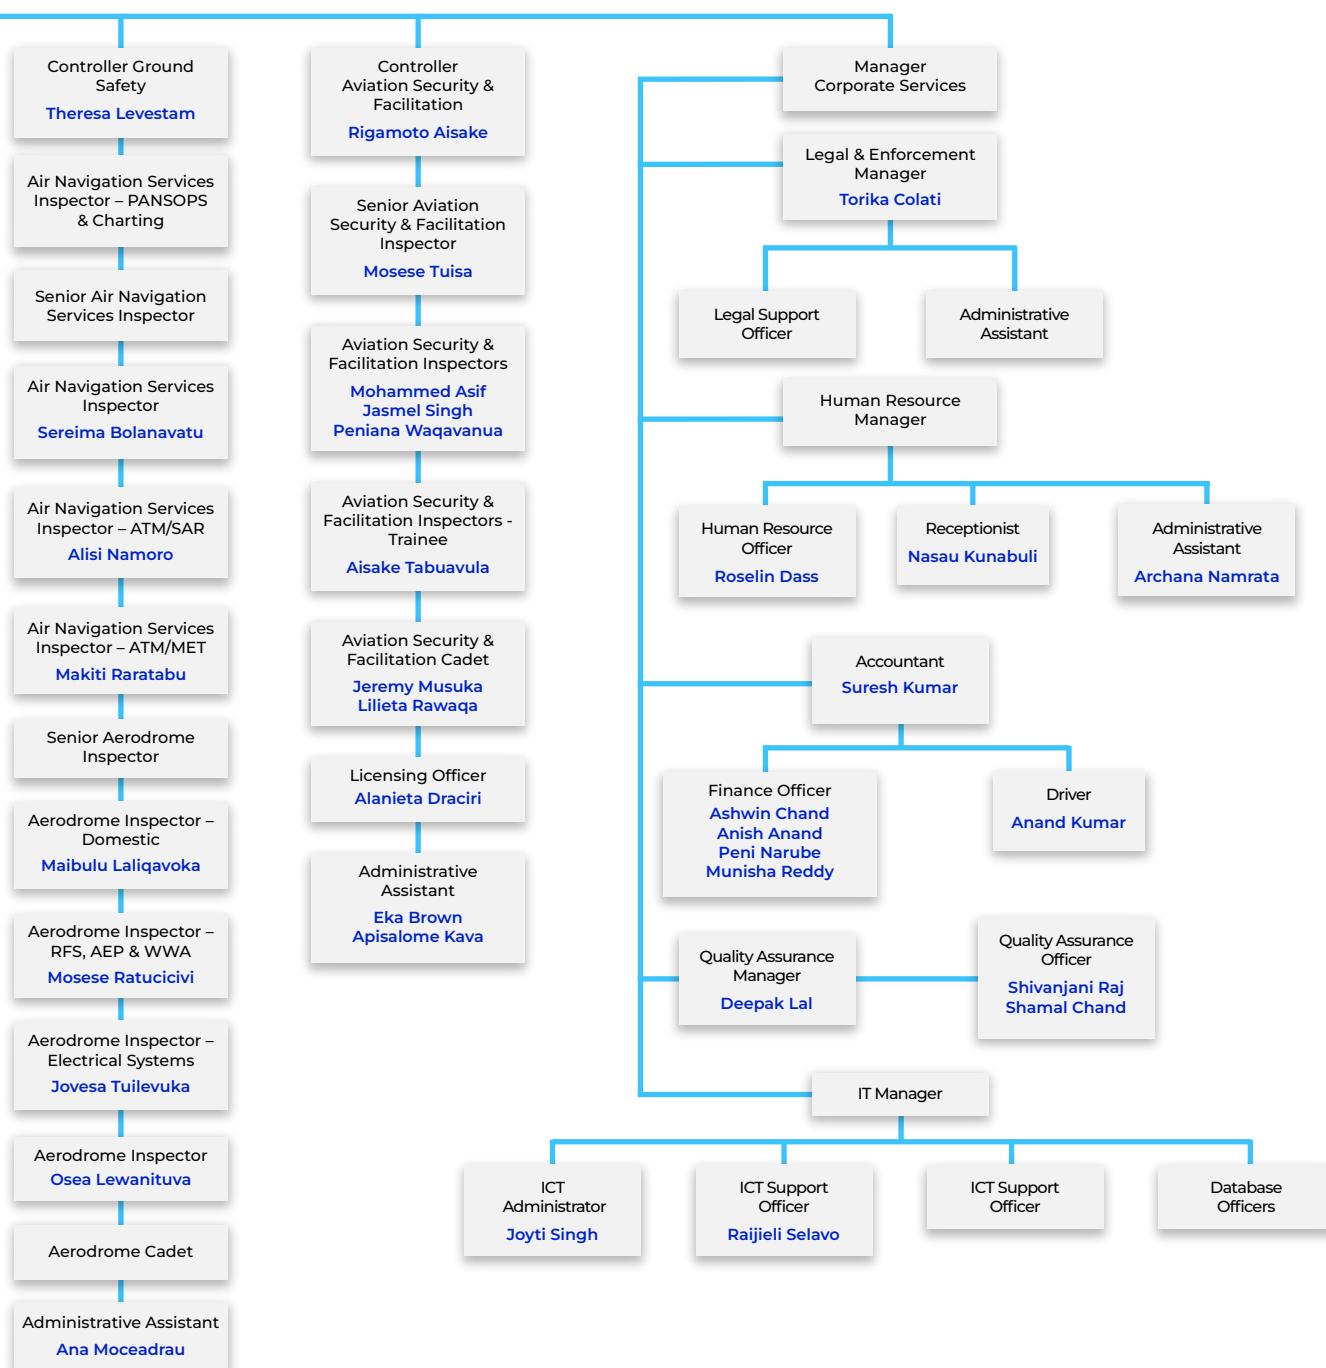 Controller Ground
Safety
Theresa Levestam
Air Navigation Services
Inspector – PANSOPS
& Charting
Senior Air Navigation
Services Inspector
Air Navigation Services
Inspector
Sereima Bolanavatu
Air Navigation Services
Inspector – ATM/SAR
Alisi Namoro
Air Navigation Services
Inspector – ATM/MET
Makiti Raratabu
Senior Aerodrome
Inspector
Aerodrome Inspector –
Domestic
Maibulu Laliqavoka
Aerodrome Inspector –
RFS, AEP & WWA
Mosese Ratucicivi
Aerodrome Inspector –
Electrical Systems
Jovesa Tuilevuka
Aerodrome Inspector
Osea Lewanituva
Aerodrome Cadet
Administrative Assistant
Ana Moceadrau
Controller
Aviation Security &
Facilitation
Rigamoto Aisake
Senior Aviation
Security & Facilitation
Inspector
Mosese Tuisa
Aviation Security &
Facilitation Inspectors
Mohammed Asif
Jasmel Singh
Peniana Waqavanua
Aviation Security &
Facilitation Inspectors -
Trainee
Aisake Tabuavula
Aviation Security &
Facilitation Cadet
Jeremy Musuka
Lilieta Rawaqa
Licensing Officer
Alanieta Draciri
Administrative
Assistant
Eka Brown
Apisalome Kava
Manager
Corporate Services
Legal & Enforcement
Manager
Torika Colati
Legal Support
Officer
Administrative
Assistant
Human Resource
Manager
Human Resource
Officer
Roselin Dass
Receptionist
Nasau Kunabuli
Administrative
Assistant
Archana Namrata
Accountant
Suresh Kumar
Finance Officer
Ashwin Chand
Anish Anand
Peni Narube
Munisha Reddy
Driver
Anand Kumar
Quality Assurance
Manager
Deepak Lal
Quality Assurance
Officer
Shivanjani Raj
Shamal Chand
IT Manager
ICT
Administrator
Joyti Singh
ICT Support
Officer
Raijieli Selavo
ICT Support
Officer
Database
Officers